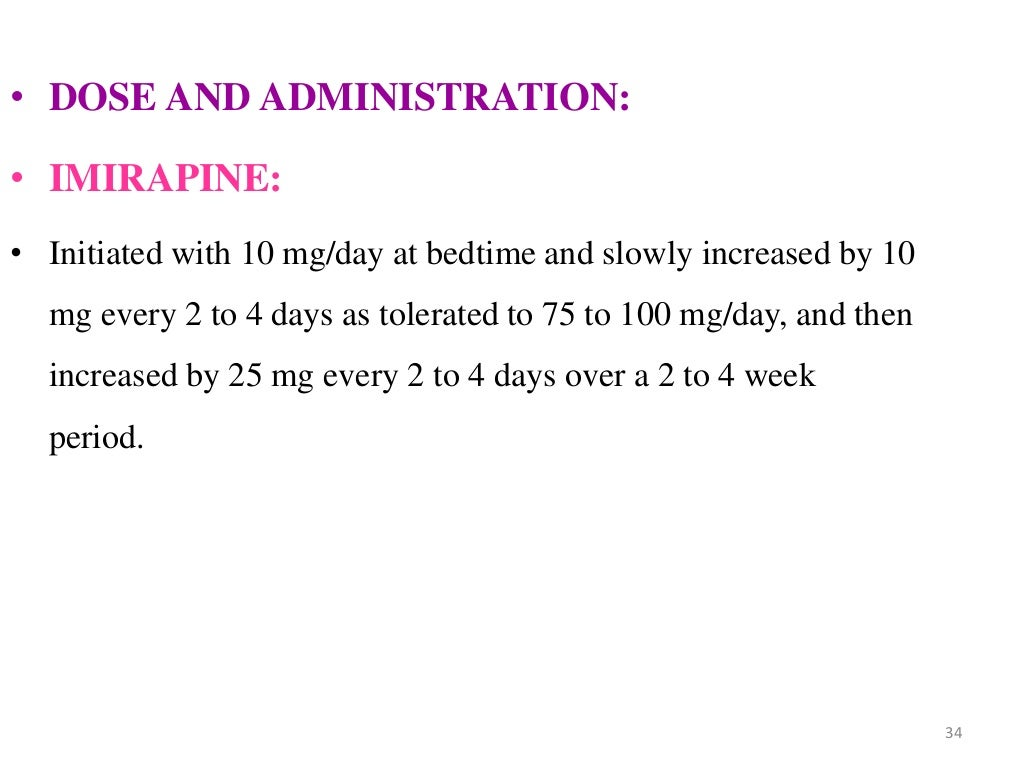 • DOSE AND ADMINISTRATION:
• IMIRAPINE:
• Initiated with 10 mg/day at bedtime and slowly increased by 10
mg every 2 to 4 days as tolerated to 75 to 100 mg/day, and then
increased by 25 mg every 2 to 4 days over a 2 to 4 week
period.
34